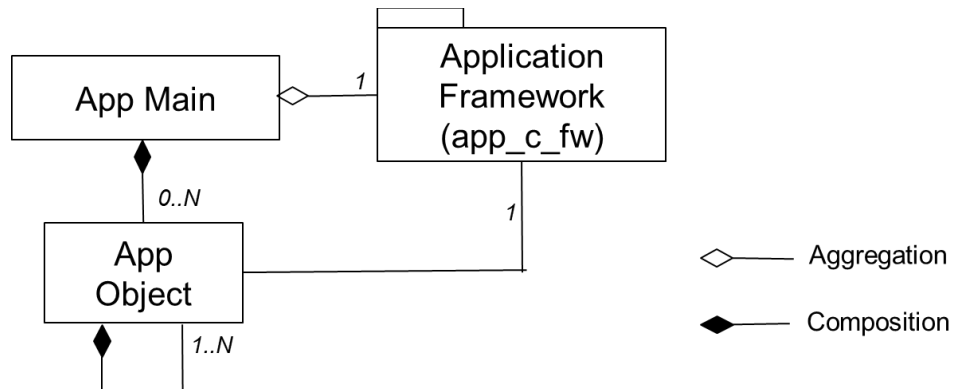 App Main
1
Application
Framework
(app_c_fw)
0..N
1
App
Object
1..N
Aggregation
Composition